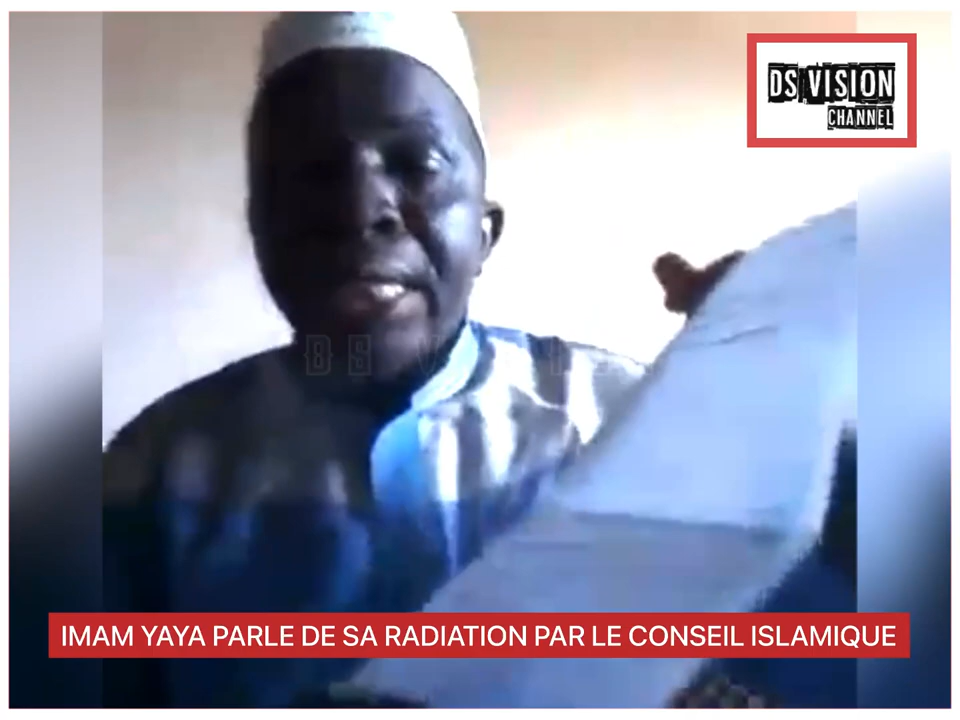 DS VISION
CHANNEL
IMAM YAYA PARLE DE SA RADIATION PAR LE CONSEIL ISLAMIQUE